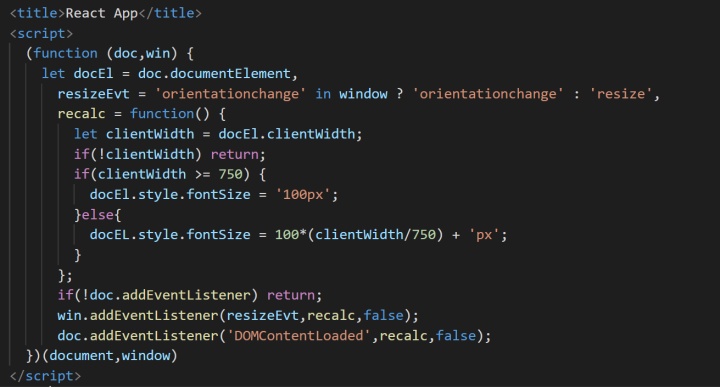 <title>React App</title>
<script>
(function (doc,win) {
let docEl = doc.documentElement,
resizeEvt = 'orientationchange' in window ? 'orientationchange' : 'resize',
recalc = function() {
let clientWidth = docEl.clientWidth;
if(!clientWidth) return;
if(clientWidth >= 750) {
docEl.style.fontSize = '100px';
}else{
docEL.style.fontSize = 100*(clientWidth/750) + 'px';
}
};
if(!doc.addEventListener) return;
win.addEventListener(resizeEvt,recalc,false);
doc.addEventListener('DOMContentLoaded',recalc,false);
})(document,window)
</script>